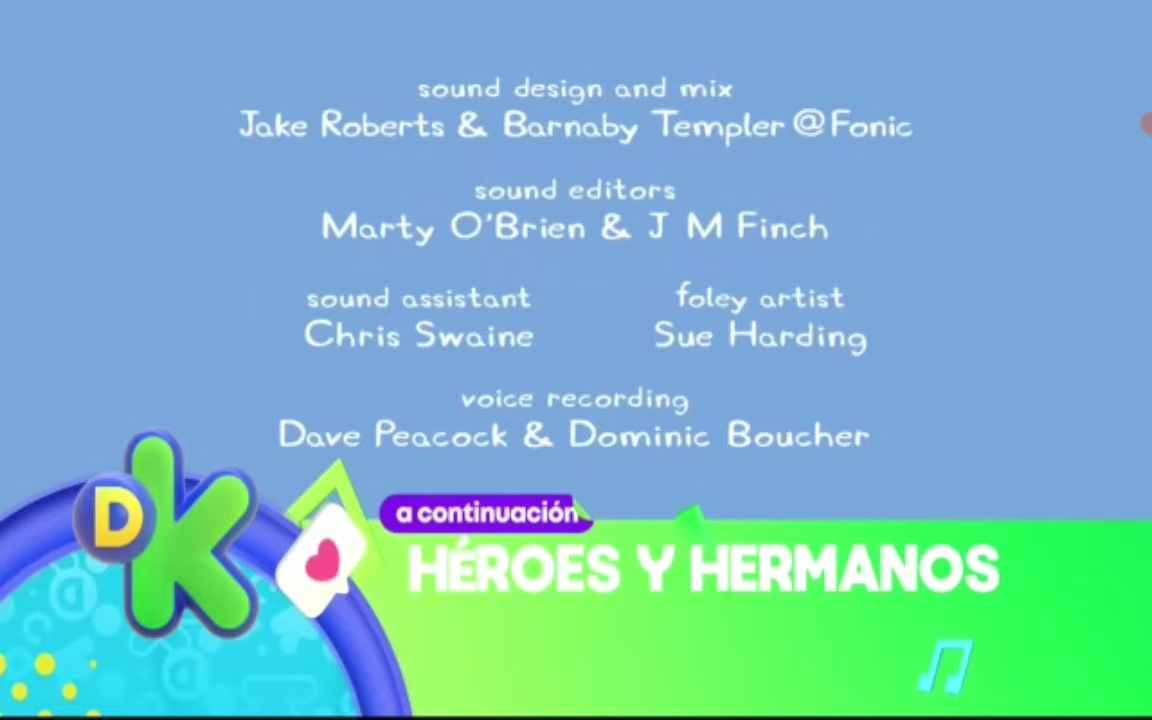 sound design and mix
Jake Roberts & Barnaby Templer @ Fonic
sound editors
Marty O'Brien & J M Finch
sound assistant
Chris Swaine
foley artist
Sue Harding
voice recording
Dave Peacock & Dominic Boucher
DK
a continuación
HÉROES Y HERMANOS